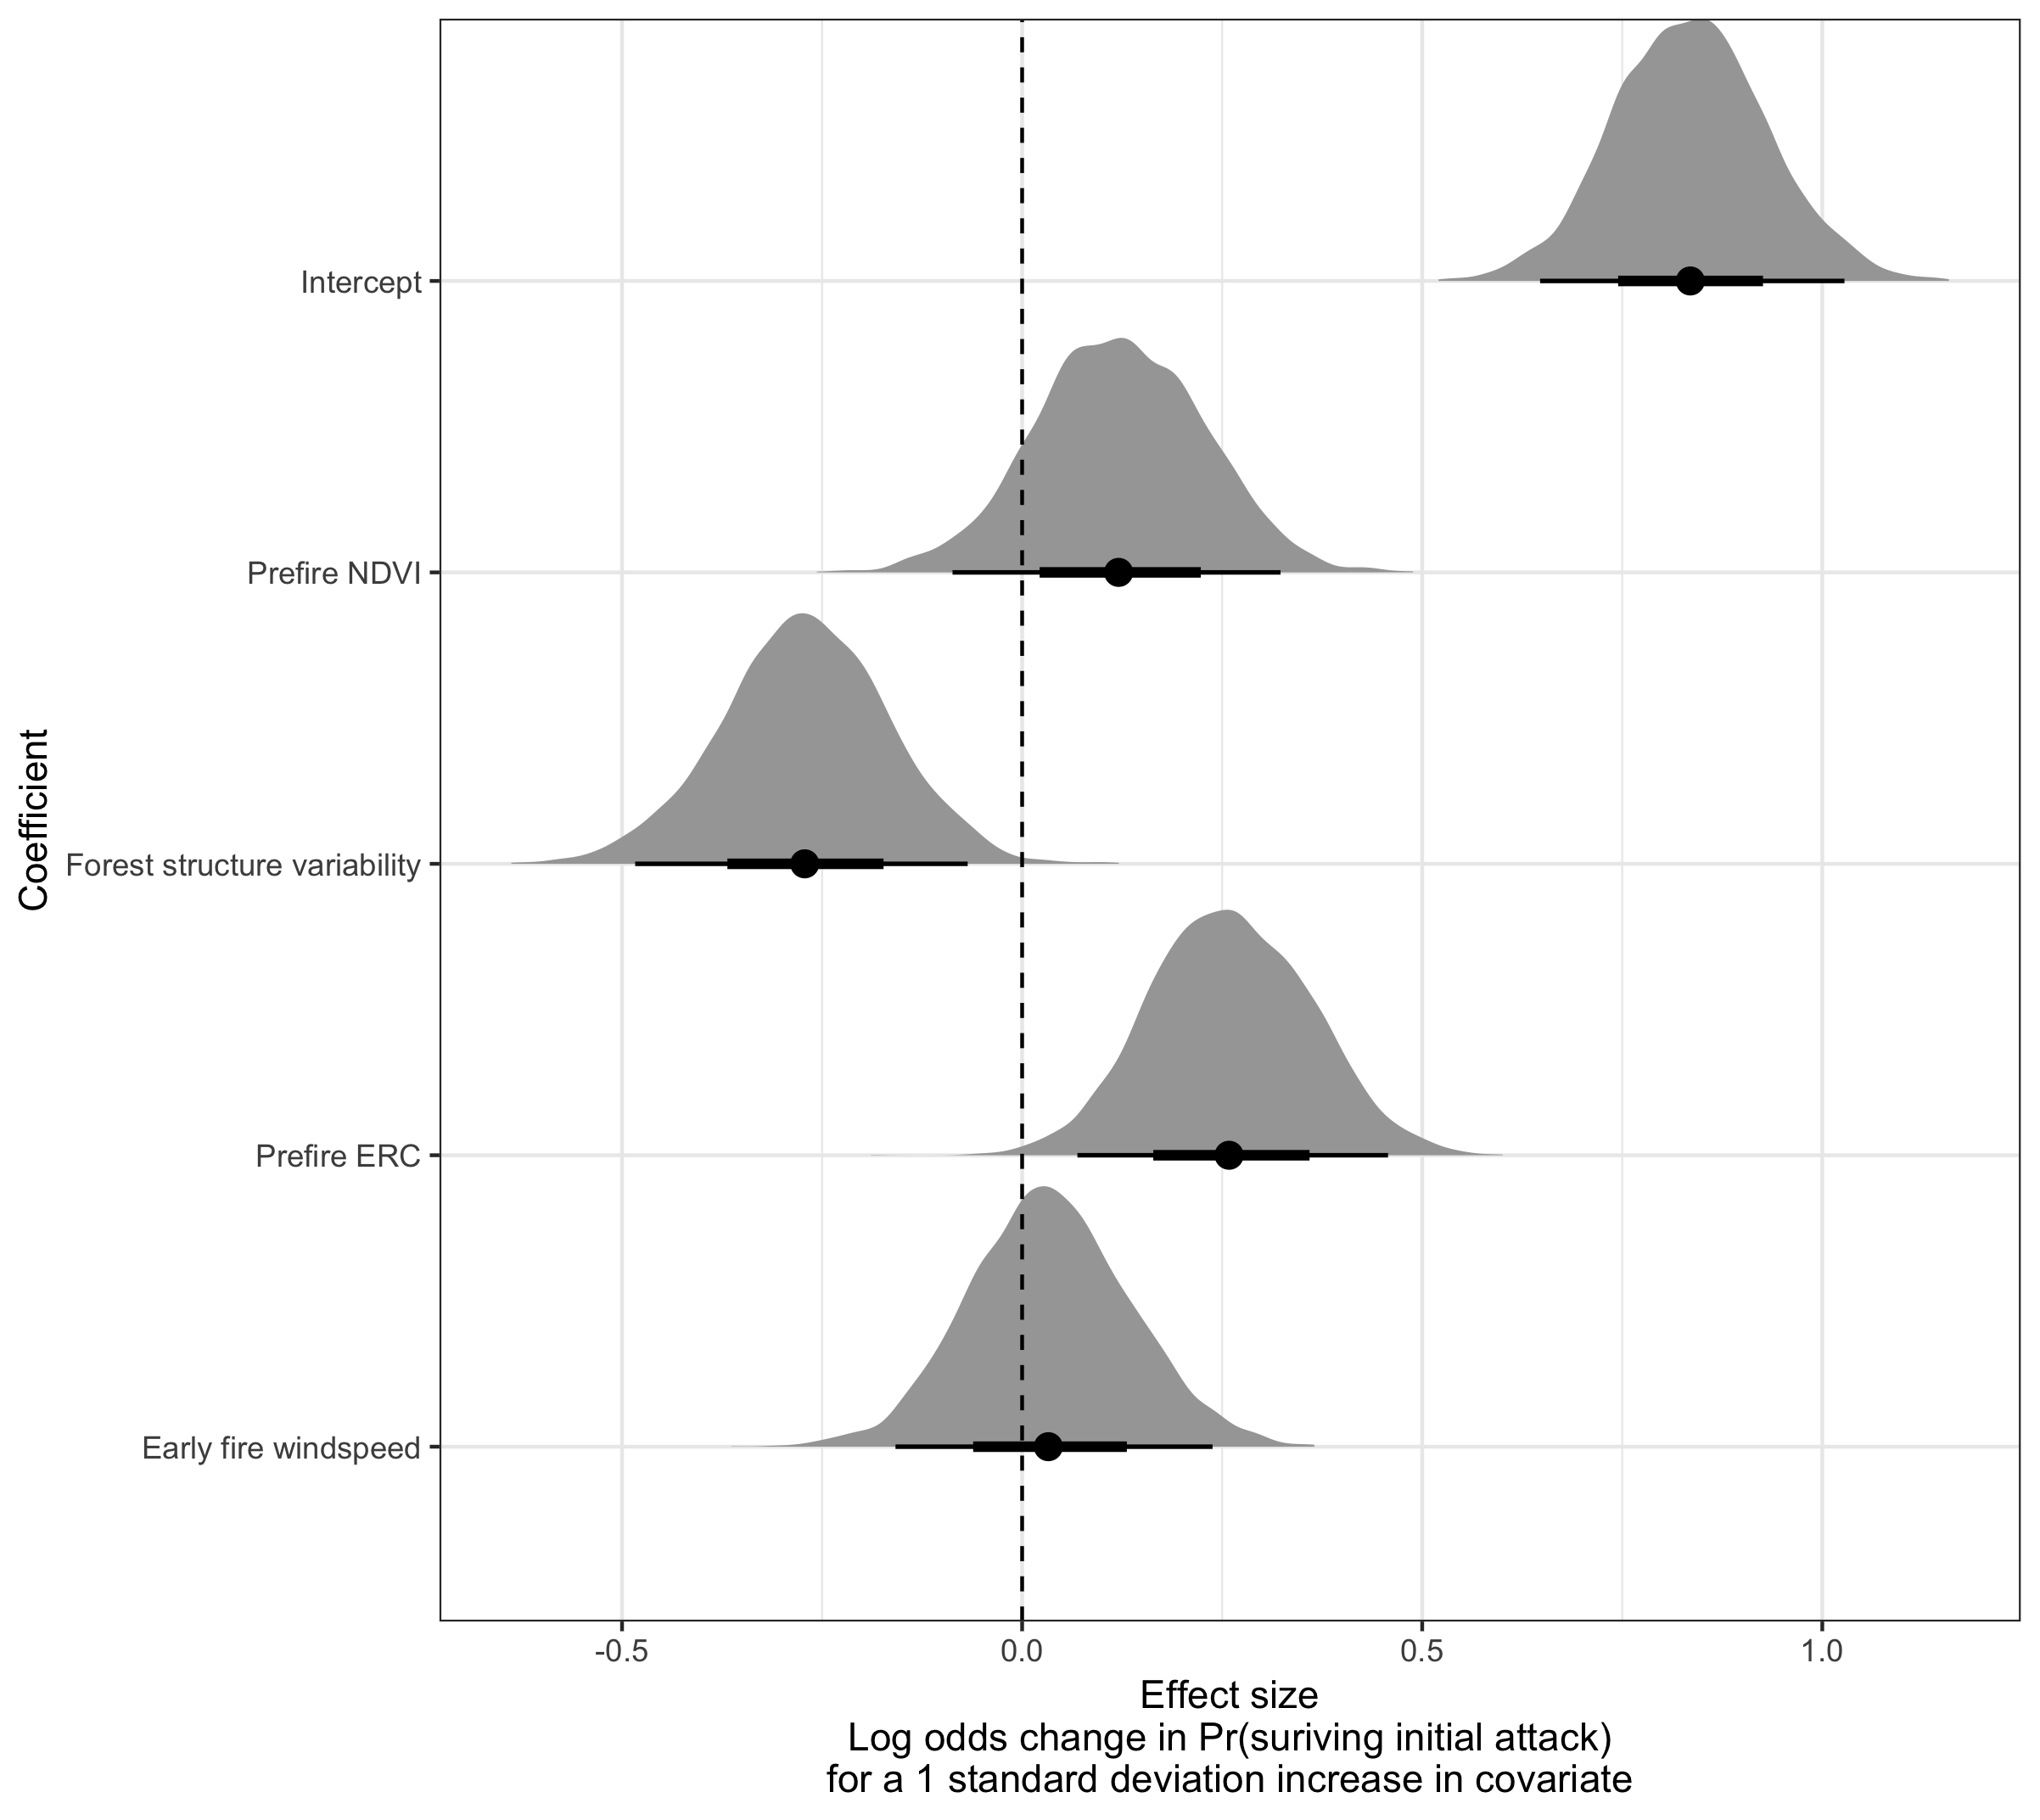 Intercept
Prefire NDVI
Forest structure variability
Prefire ERC
Early fire windspeed
Coefficient
-0.5 0.0 0.5 1.0
Effect size
Log odds change in Pr(suriving initial attack)
for a 1 standard deviation increase in covariate